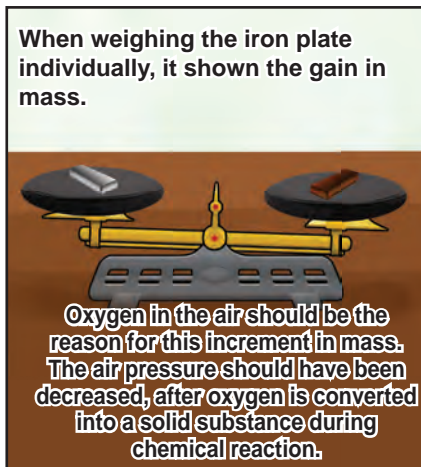 When weighing the iron plate
individually, it shown the gain in
mass.
Oxygen in the air should be the
reason for this increment in mass.
The air pressure should have been
decreased, after oxygen is converted
into a solid substance during
chemical reaction.